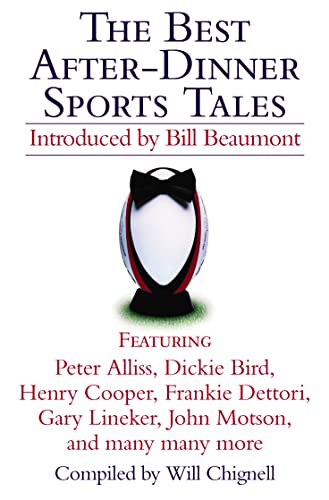 The Best
After-Dinner
Sports Tales
Introduced by Bill Beaumont
Featuring
Peter Alliss, Dickie Bird,
Henry Cooper, Frankie Dettori,
Gary Lineker, John Motson,
and many many more
Compiled by Will Chignell